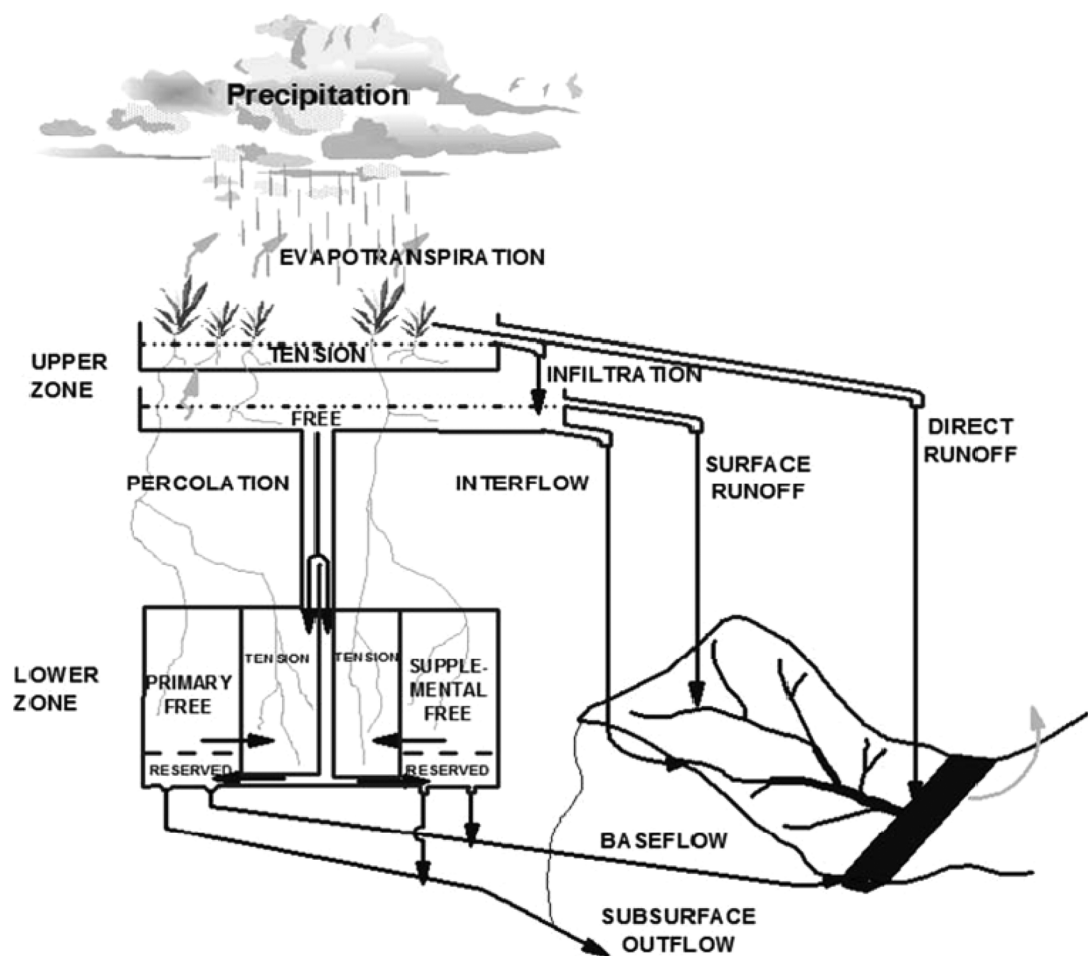 Precipitation
EVAPOTRANSPIRATION
UPPER
ZONE
TENSION
INFILTRATION
FREE
DIRECT
RUNOFF
PERCOLATION
INTERFLOW
SURFACE
RUNOFF
LOWER
ZONE
PRIMARY
FREE
TENSION
TENSION
SUPPLE-
MENTAL
FREE
RESERVED
RESERVED
BASEFLOW
SUBSURFACE
OUTFLOW